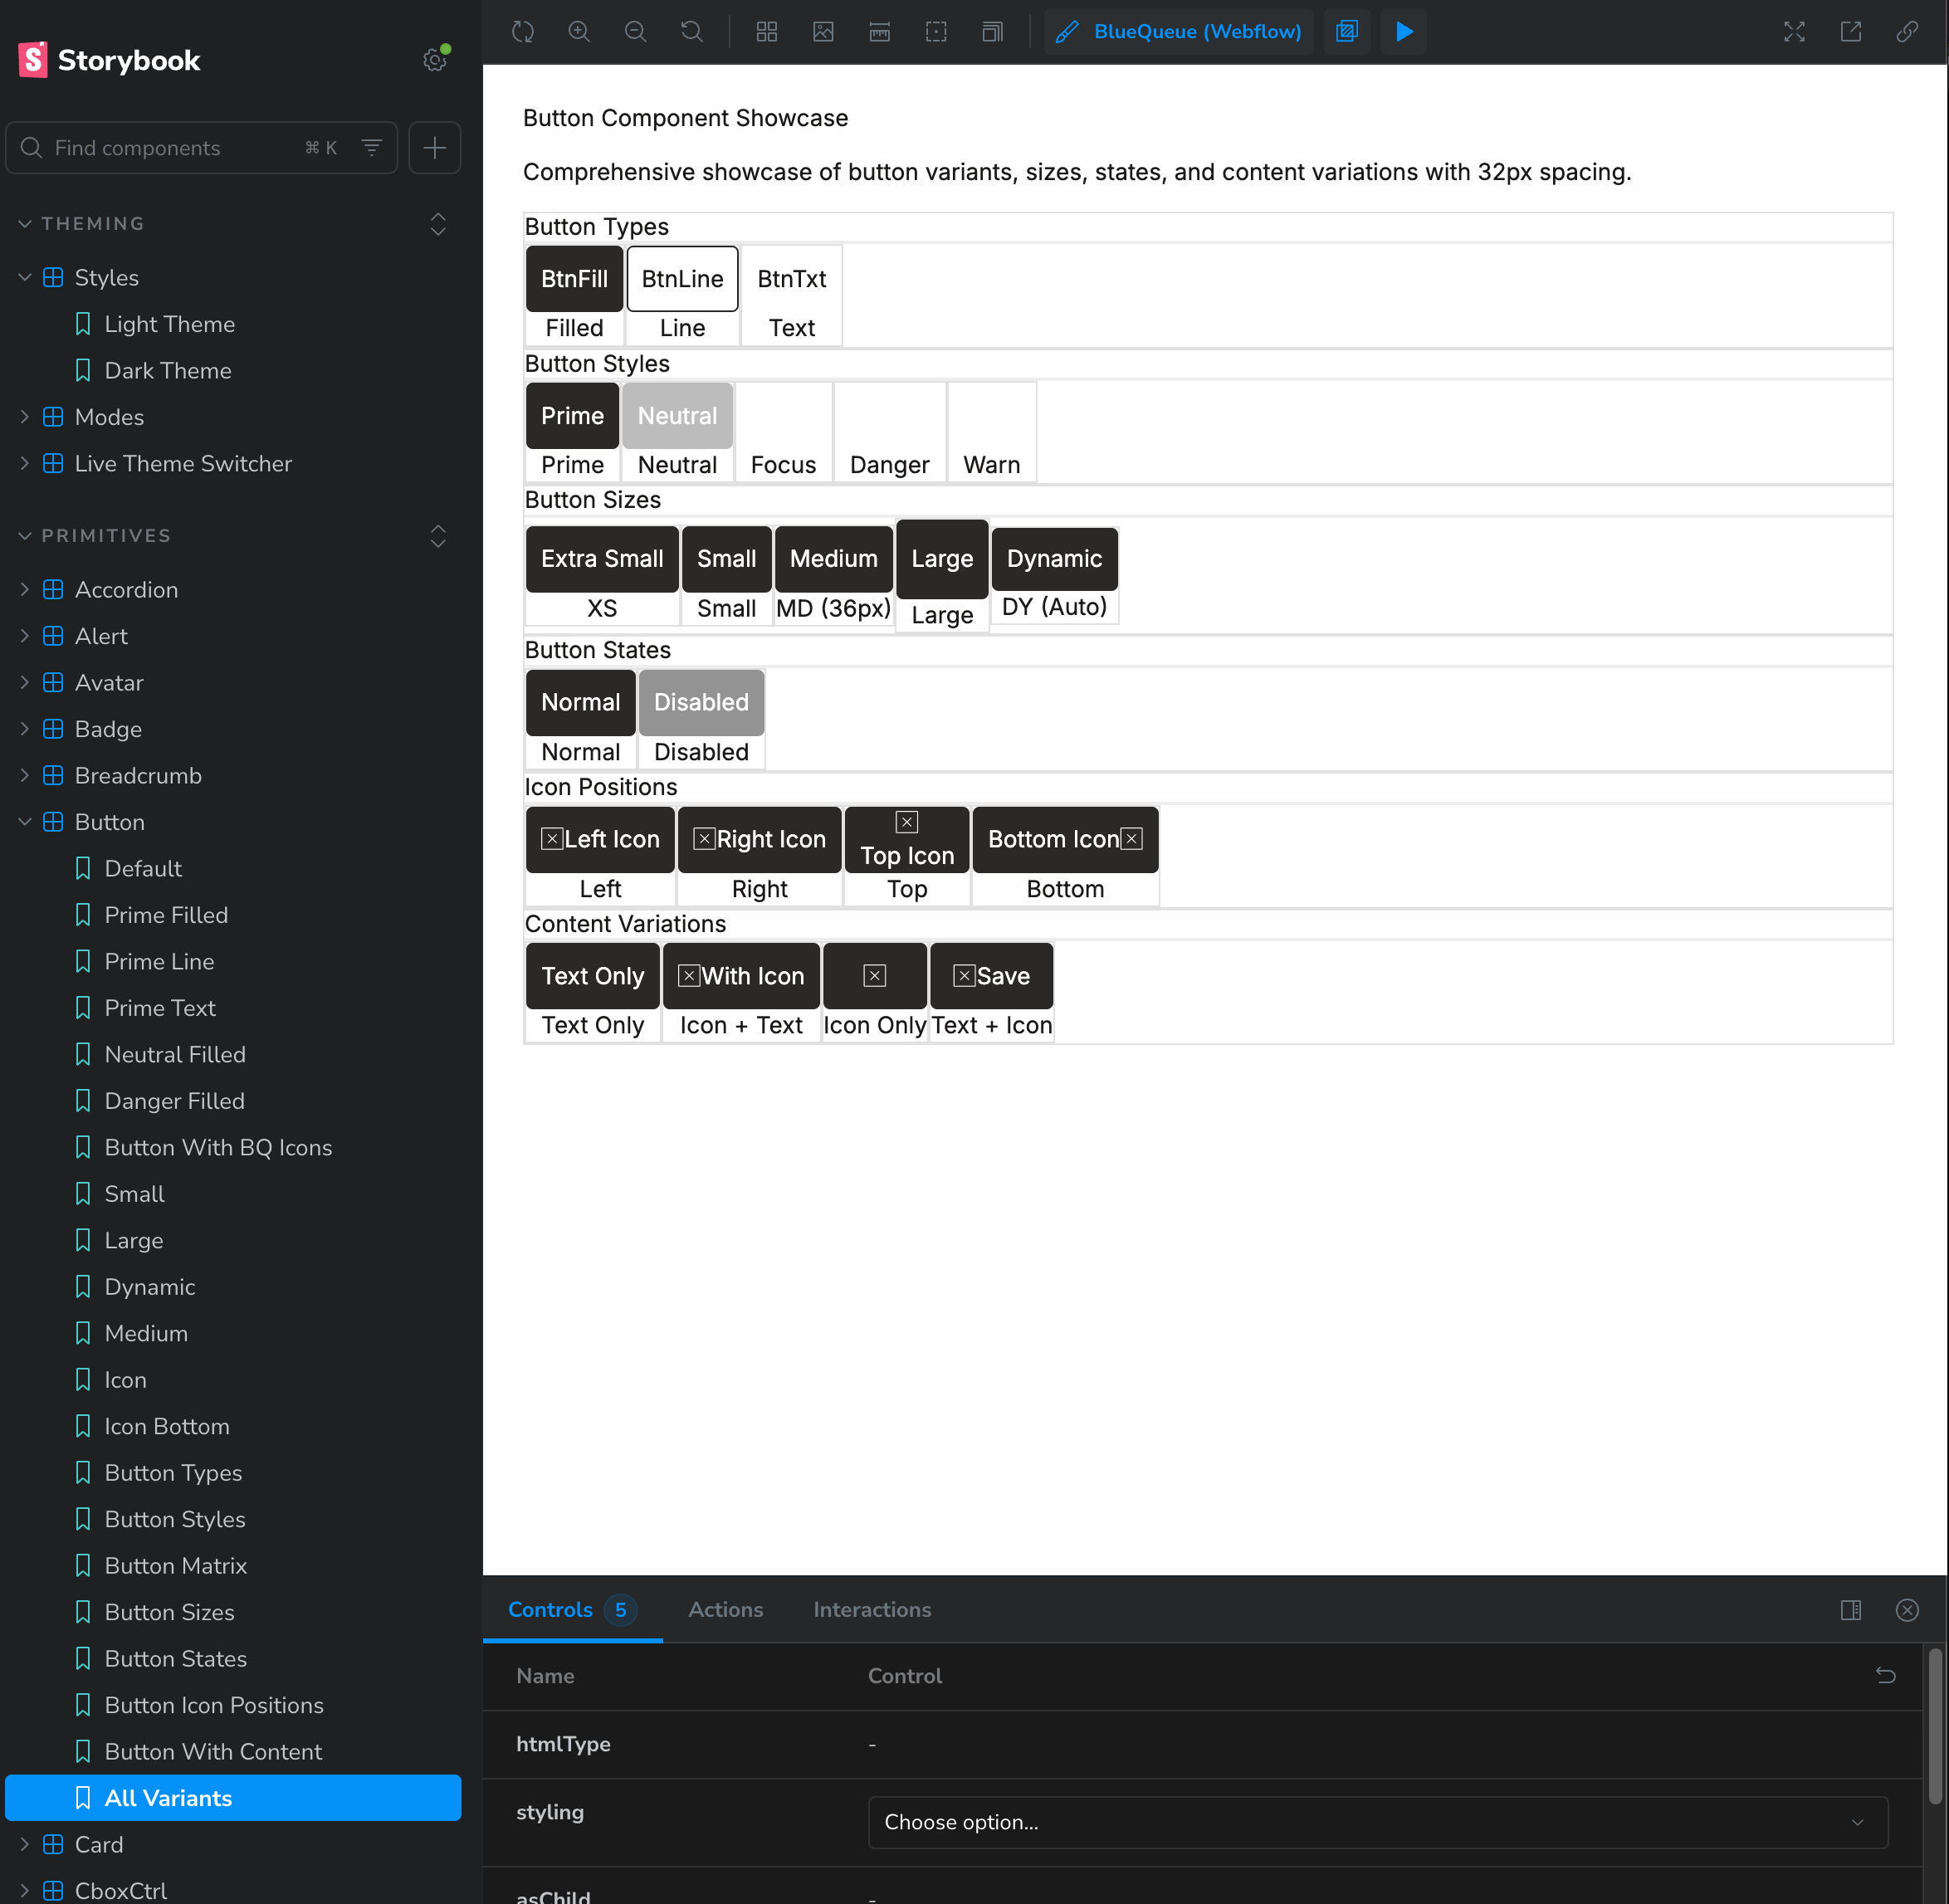 Storybook
Find components
⌘ K
THEMING
Styles
Light Theme
Dark Theme
Modes
Live Theme Switcher
PRIMITIVES
Accordion
Alert
Avatar
Badge
Breadcrumb
Button
Default
Prime Filled
Prime Line
Prime Text
Neutral Filled
Danger Filled
Button With BQ Icons
Small
Large
Dynamic
Medium
Icon
Icon Bottom
Button Types
Button Styles
Button Matrix
Button Sizes
Button States
Button Icon Positions
Button With Content
All Variants
Card
CboxCtrl
BlueQueue (Webflow)
Button Component Showcase
Comprehensive showcase of button variants, sizes, states, and content variations with 32px spacing.
Button Types
BtnFill BtnLine BtnTxt
Filled Line Text
Button Styles
Prime Neutral
Prime Neutral Focus Danger Warn
Button Sizes
Extra Small Small Medium Large Dynamic
XS Small MD (36px) Large DY (Auto)
Button States
Normal Disabled
Normal Disabled
Icon Positions
Left Icon Right Icon Top Icon Bottom Icon
Left Right Top Bottom
Content Variations
Text Only With Icon Save
Text Only Icon + Text Icon Only Text + Icon
Controls 5 Actions Interactions
Name Control
htmlType -
styling Choose option...
asChild -